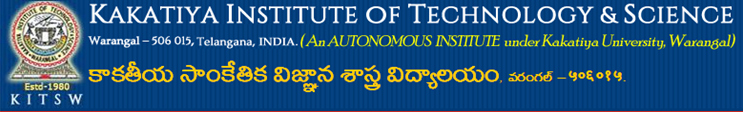 KAKATIYA INSTITUTE OF TECHNOLOGY & SCIENCE
Warangal – 506 015, Telangana, INDIA. (An AUTONOMOUS INSTITUTE under Kakatiya University, Warangal)
కాకతీయ సాంకేతిక విజ్ఞాన శాస్త్ర విద్యాలయం, వరంగల్ – ౫౦౬౦౧౫.
Estd-1980
KITSW